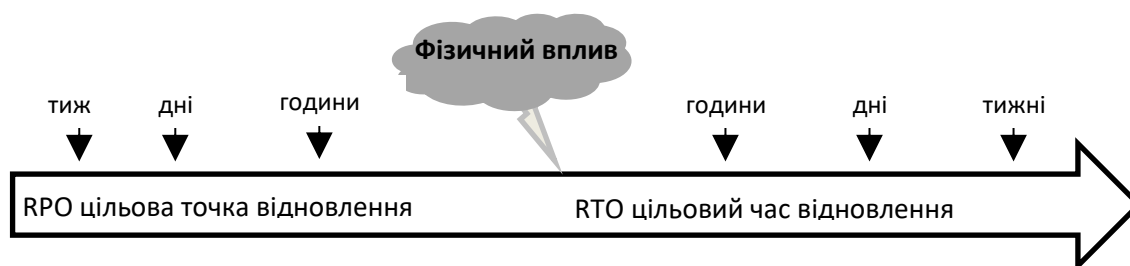 Фізичний вплив
тиж дні години години дні тижні
RPO цільова точка відновлення RTO цільовий час відновлення